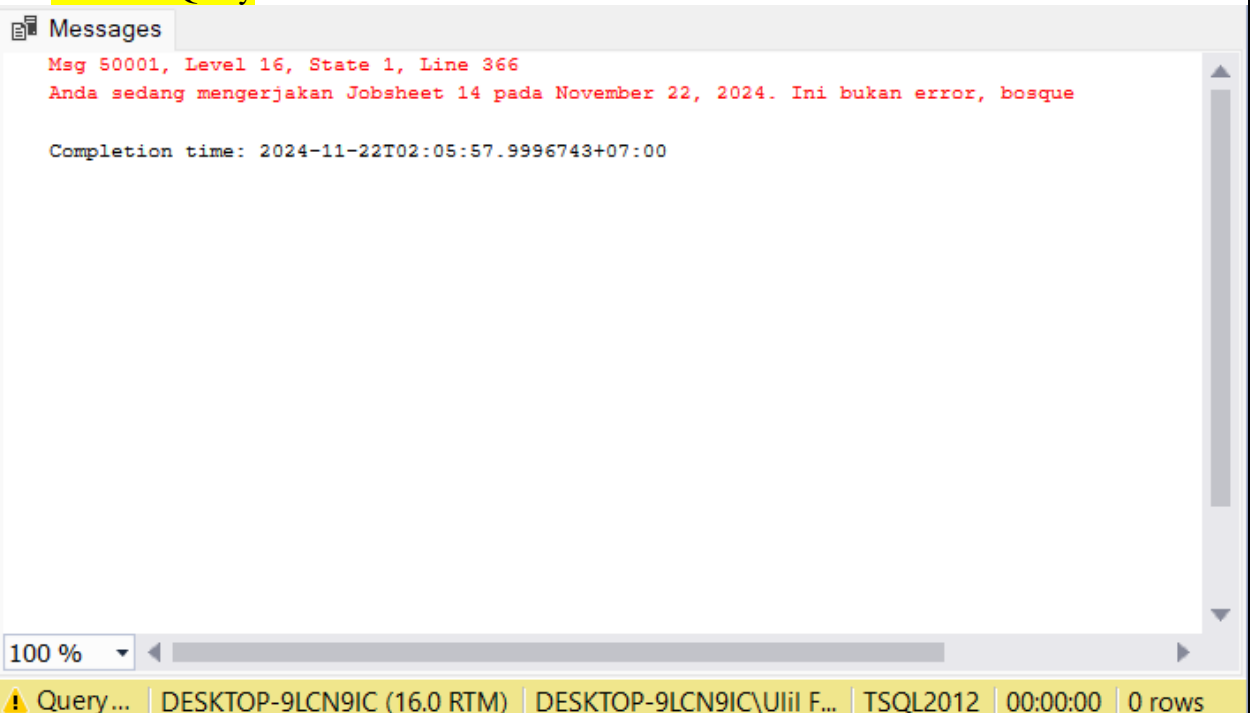 Messages
Msg 50001, Level 16, State 1, Line 366
Anda sedang mengerjakan Jobsheet 14 pada November 22, 2024. Ini bukan error, bosque
Completion time: 2024-11-22T02:05:57.9996743+07:00
100 %
Query... DESKTOP-9LCN9IC (16.0 RTM) DESKTOP-9LCN9IC\Ulil F... TSQL2012 00:00:00 0 rows